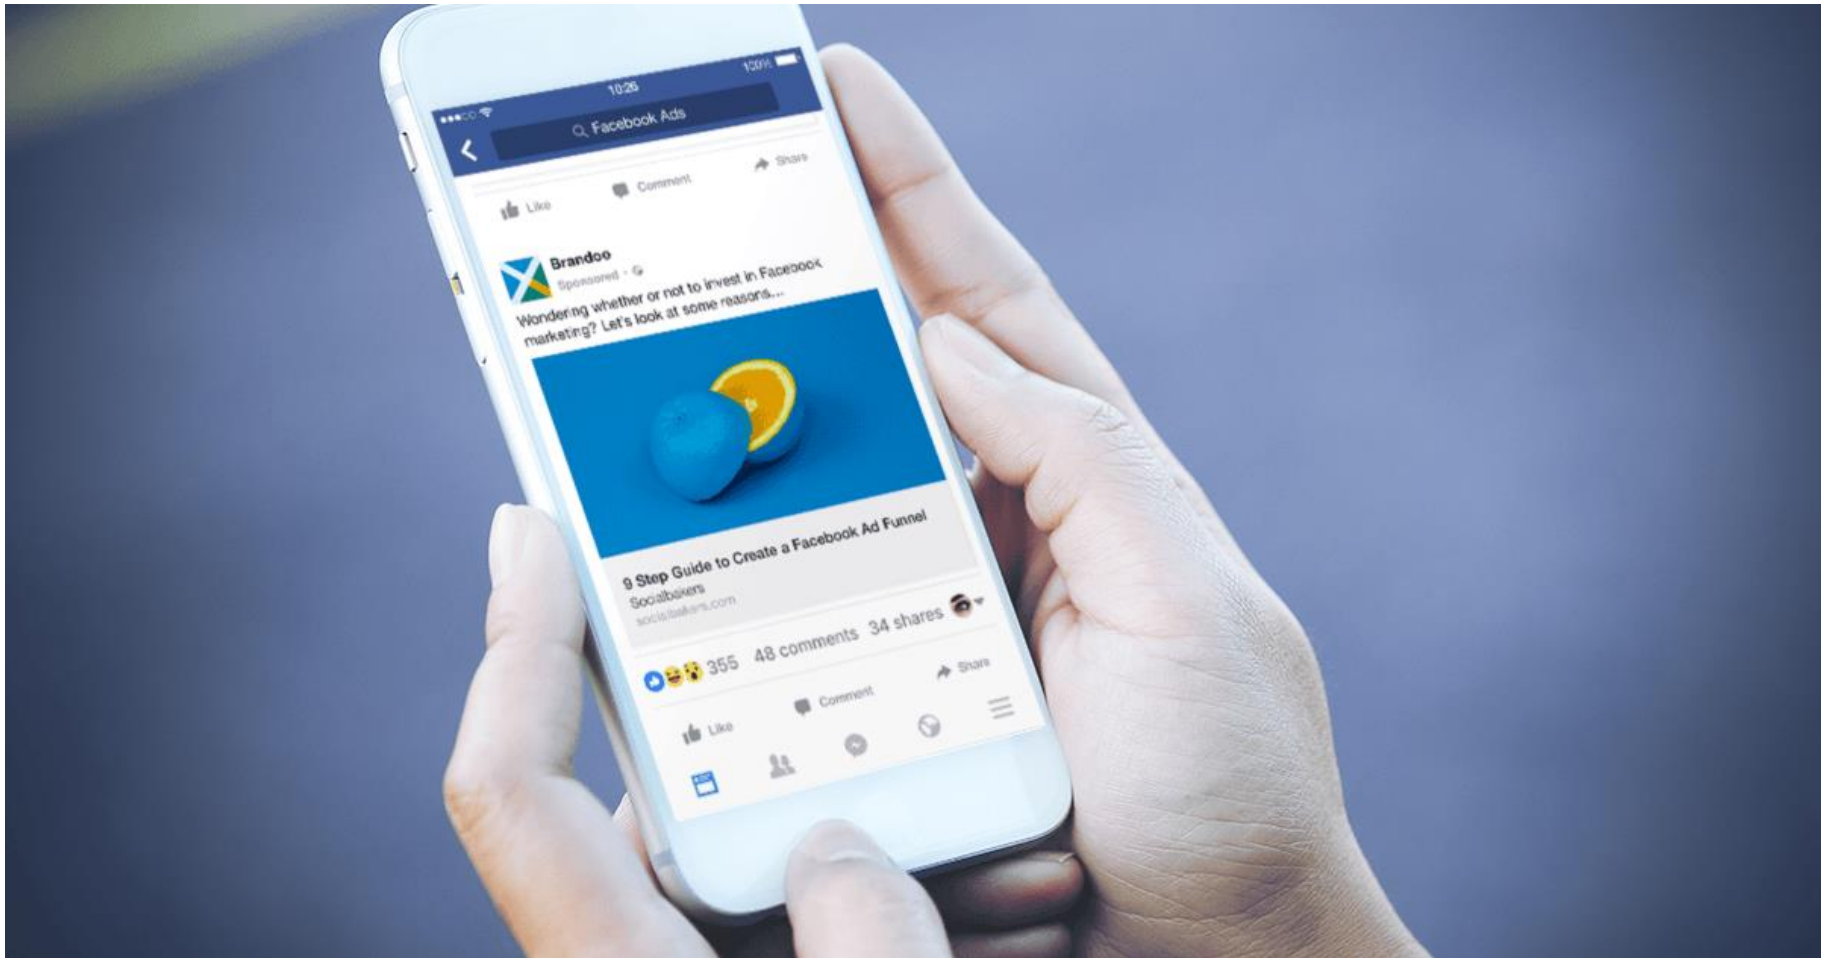 10:26
100%
Facebook Ads
Like Comment Share
Brandoo
Sponsored
Wondering whether or not to invest in Facebook
marketing? Let's look at some reasons...
9 Step Guide to Create a Facebook Ad Funnel
Socialbakers
socialbakers.com
355 48 comments 34 shares
Like Comment Share